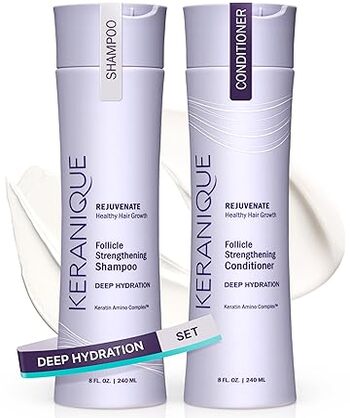 SHAMPOO
KERANIQUE
REJUVENATE
Healthy Hair Growth
Follicle
Strengthening
Shampoo
DEEP HYDRATION
Keratin Amino Complex™
8 FL. OZ. | 240 ML
CONDITIONER
KERANIQUE
REJUVENATE
Healthy Hair Growth
Follicle
Strengthening
Conditioner
DEEP HYDRATION
Keratin Amino Complex™
8 FL. OZ. | 240 ML
DEEP HYDRATION SET